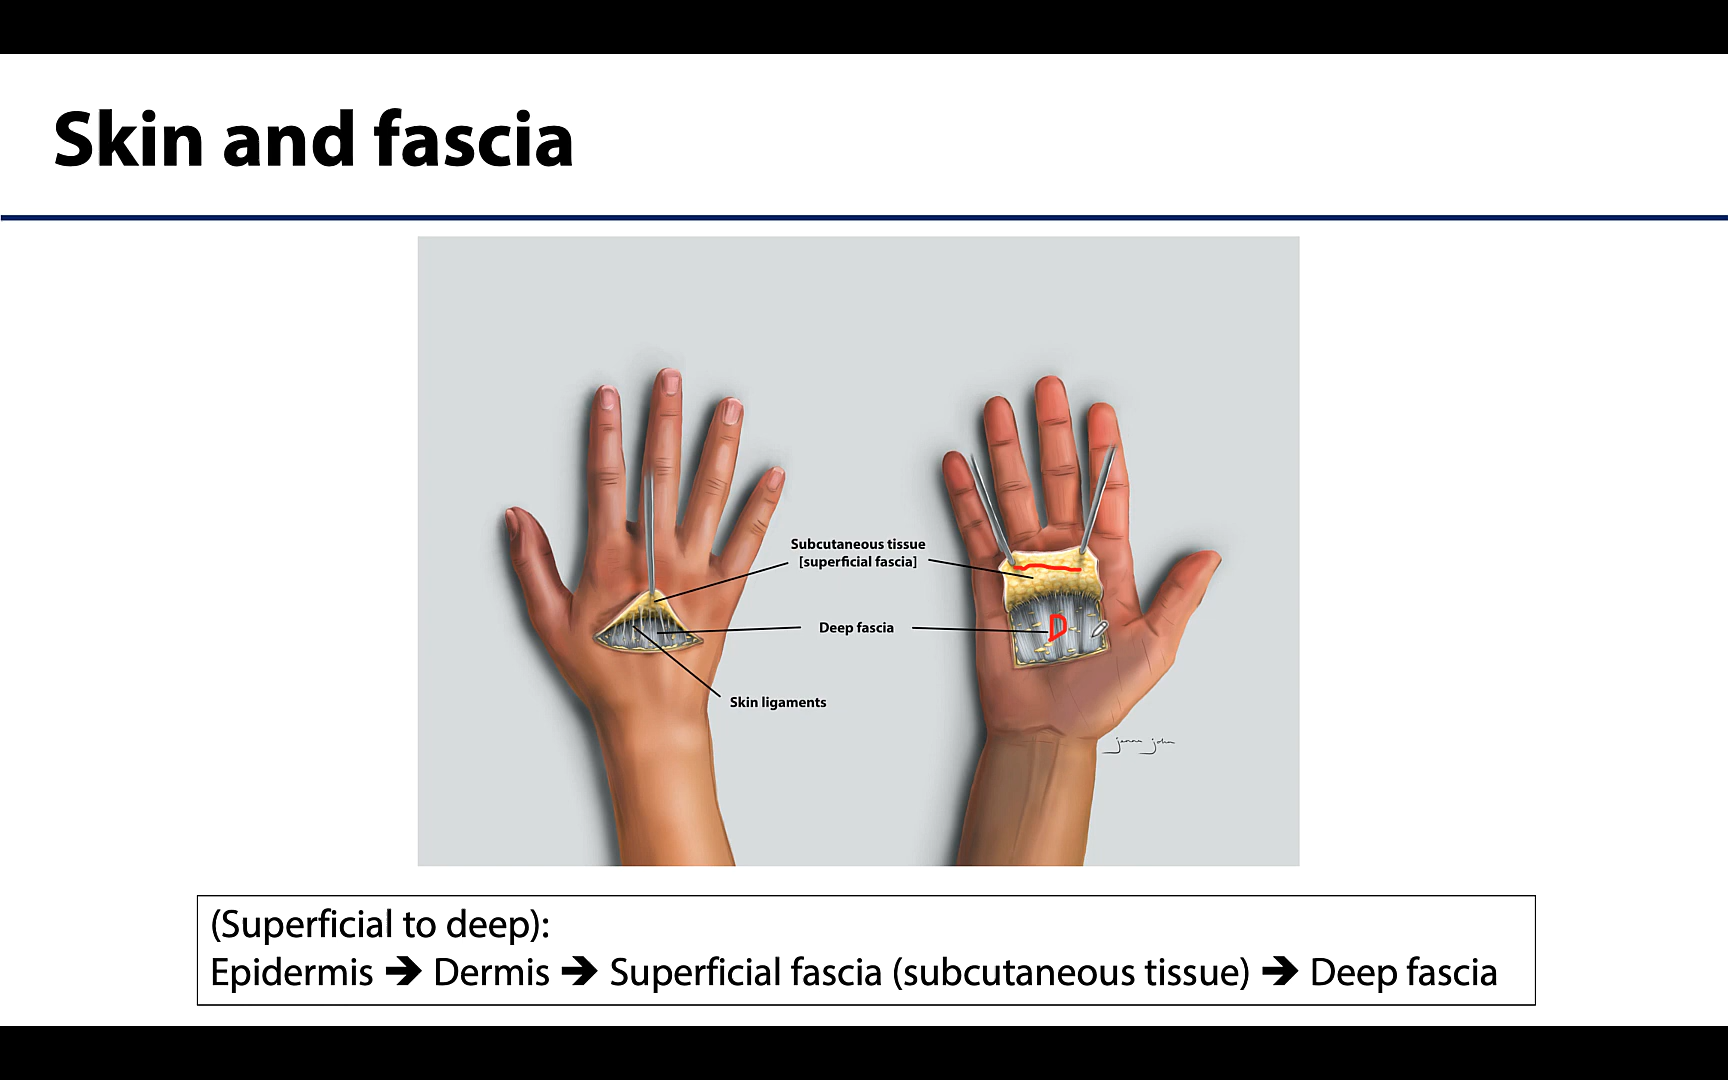 Skin and fascia
Subcutaneous tissue
[superficial fascia]
Deep fascia
D
Skin ligaments
(Superficial to deep):
Epidermis ➔ Dermis ➔ Superficial fascia (subcutaneous tissue) ➔ Deep fascia